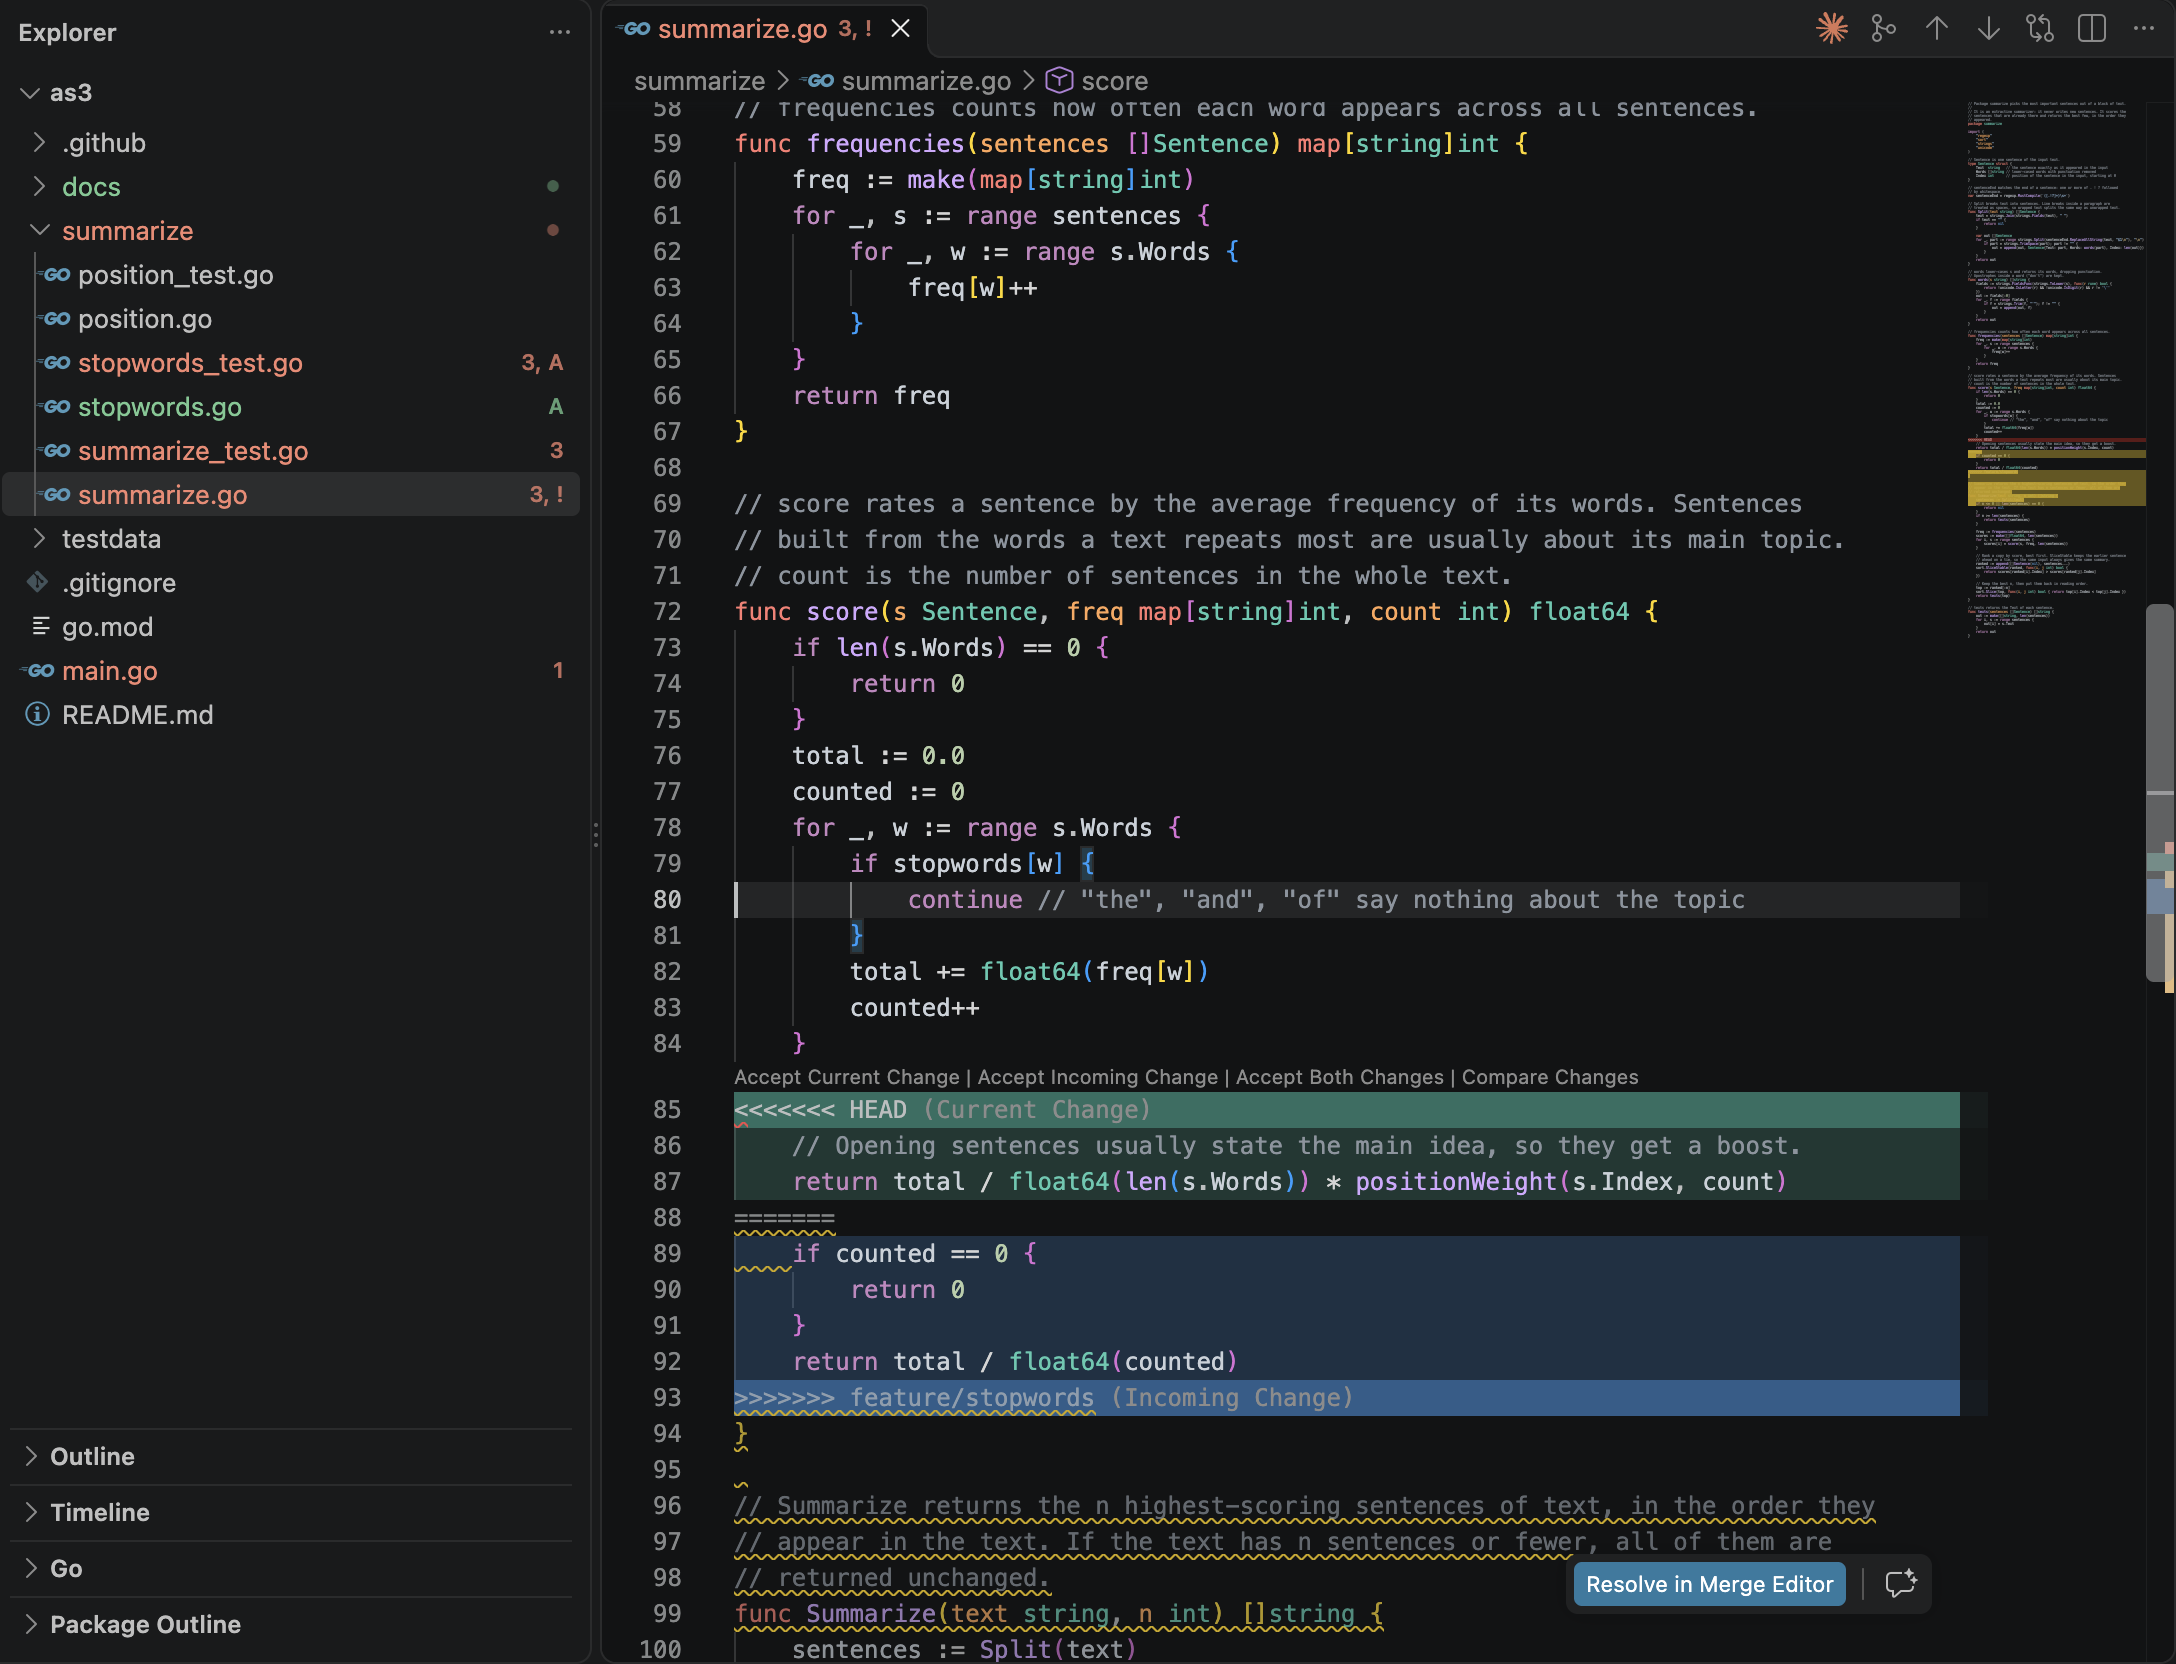 Explorer
as3
.github
docs
summarize
position_test.go
position.go
stopwords_test.go 3, A
stopwords.go A
summarize_test.go 3
summarize.go 3, !
testdata
.gitignore
go.mod
main.go 1
README.md
Outline
Timeline
Go
Package Outline
summarize.go 3, !
summarize > summarize.go > score
58 // frequencies counts how often each word appears across all sentences.
59 func frequencies(sentences []Sentence) map[string]int {
60     freq := make(map[string]int)
61     for _, s := range sentences {
62         for _, w := range s.Words {
63             freq[w]++
64         }
65     }
66     return freq
67 }
68
69 // score rates a sentence by the average frequency of its words. Sentences
70 // built from the words a text repeats most are usually about its main topic.
71 // count is the number of sentences in the whole text.
72 func score(s Sentence, freq map[string]int, count int) float64 {
73     if len(s.Words) == 0 {
74         return 0
75     }
76     total := 0.0
77     counted := 0
78     for _, w := range s.Words {
79         if stopwords[w] {
80             continue // "the", "and", "of" say nothing about the topic
81         }
82         total += float64(freq[w])
83         counted++
84     }
Accept Current Change | Accept Incoming Change | Accept Both Changes | Compare Changes
85 <<<<<<< HEAD (Current Change)
86     // Opening sentences usually state the main idea, so they get a boost.
87     return total / float64(len(s.Words)) * positionWeight(s.Index, count)
88 =======
89     if counted == 0 {
90         return 0
91     }
92     return total / float64(counted)
93 >>>>>>> feature/stopwords (Incoming Change)
94 }
95
96 // Summarize returns the n highest-scoring sentences of text, in the order they
97 // appear in the text. If the text has n sentences or fewer, all of them are
98 // returned unchanged.
99 func Summarize(text string, n int) []string {
100     sentences := Split(text)
Resolve in Merge Editor